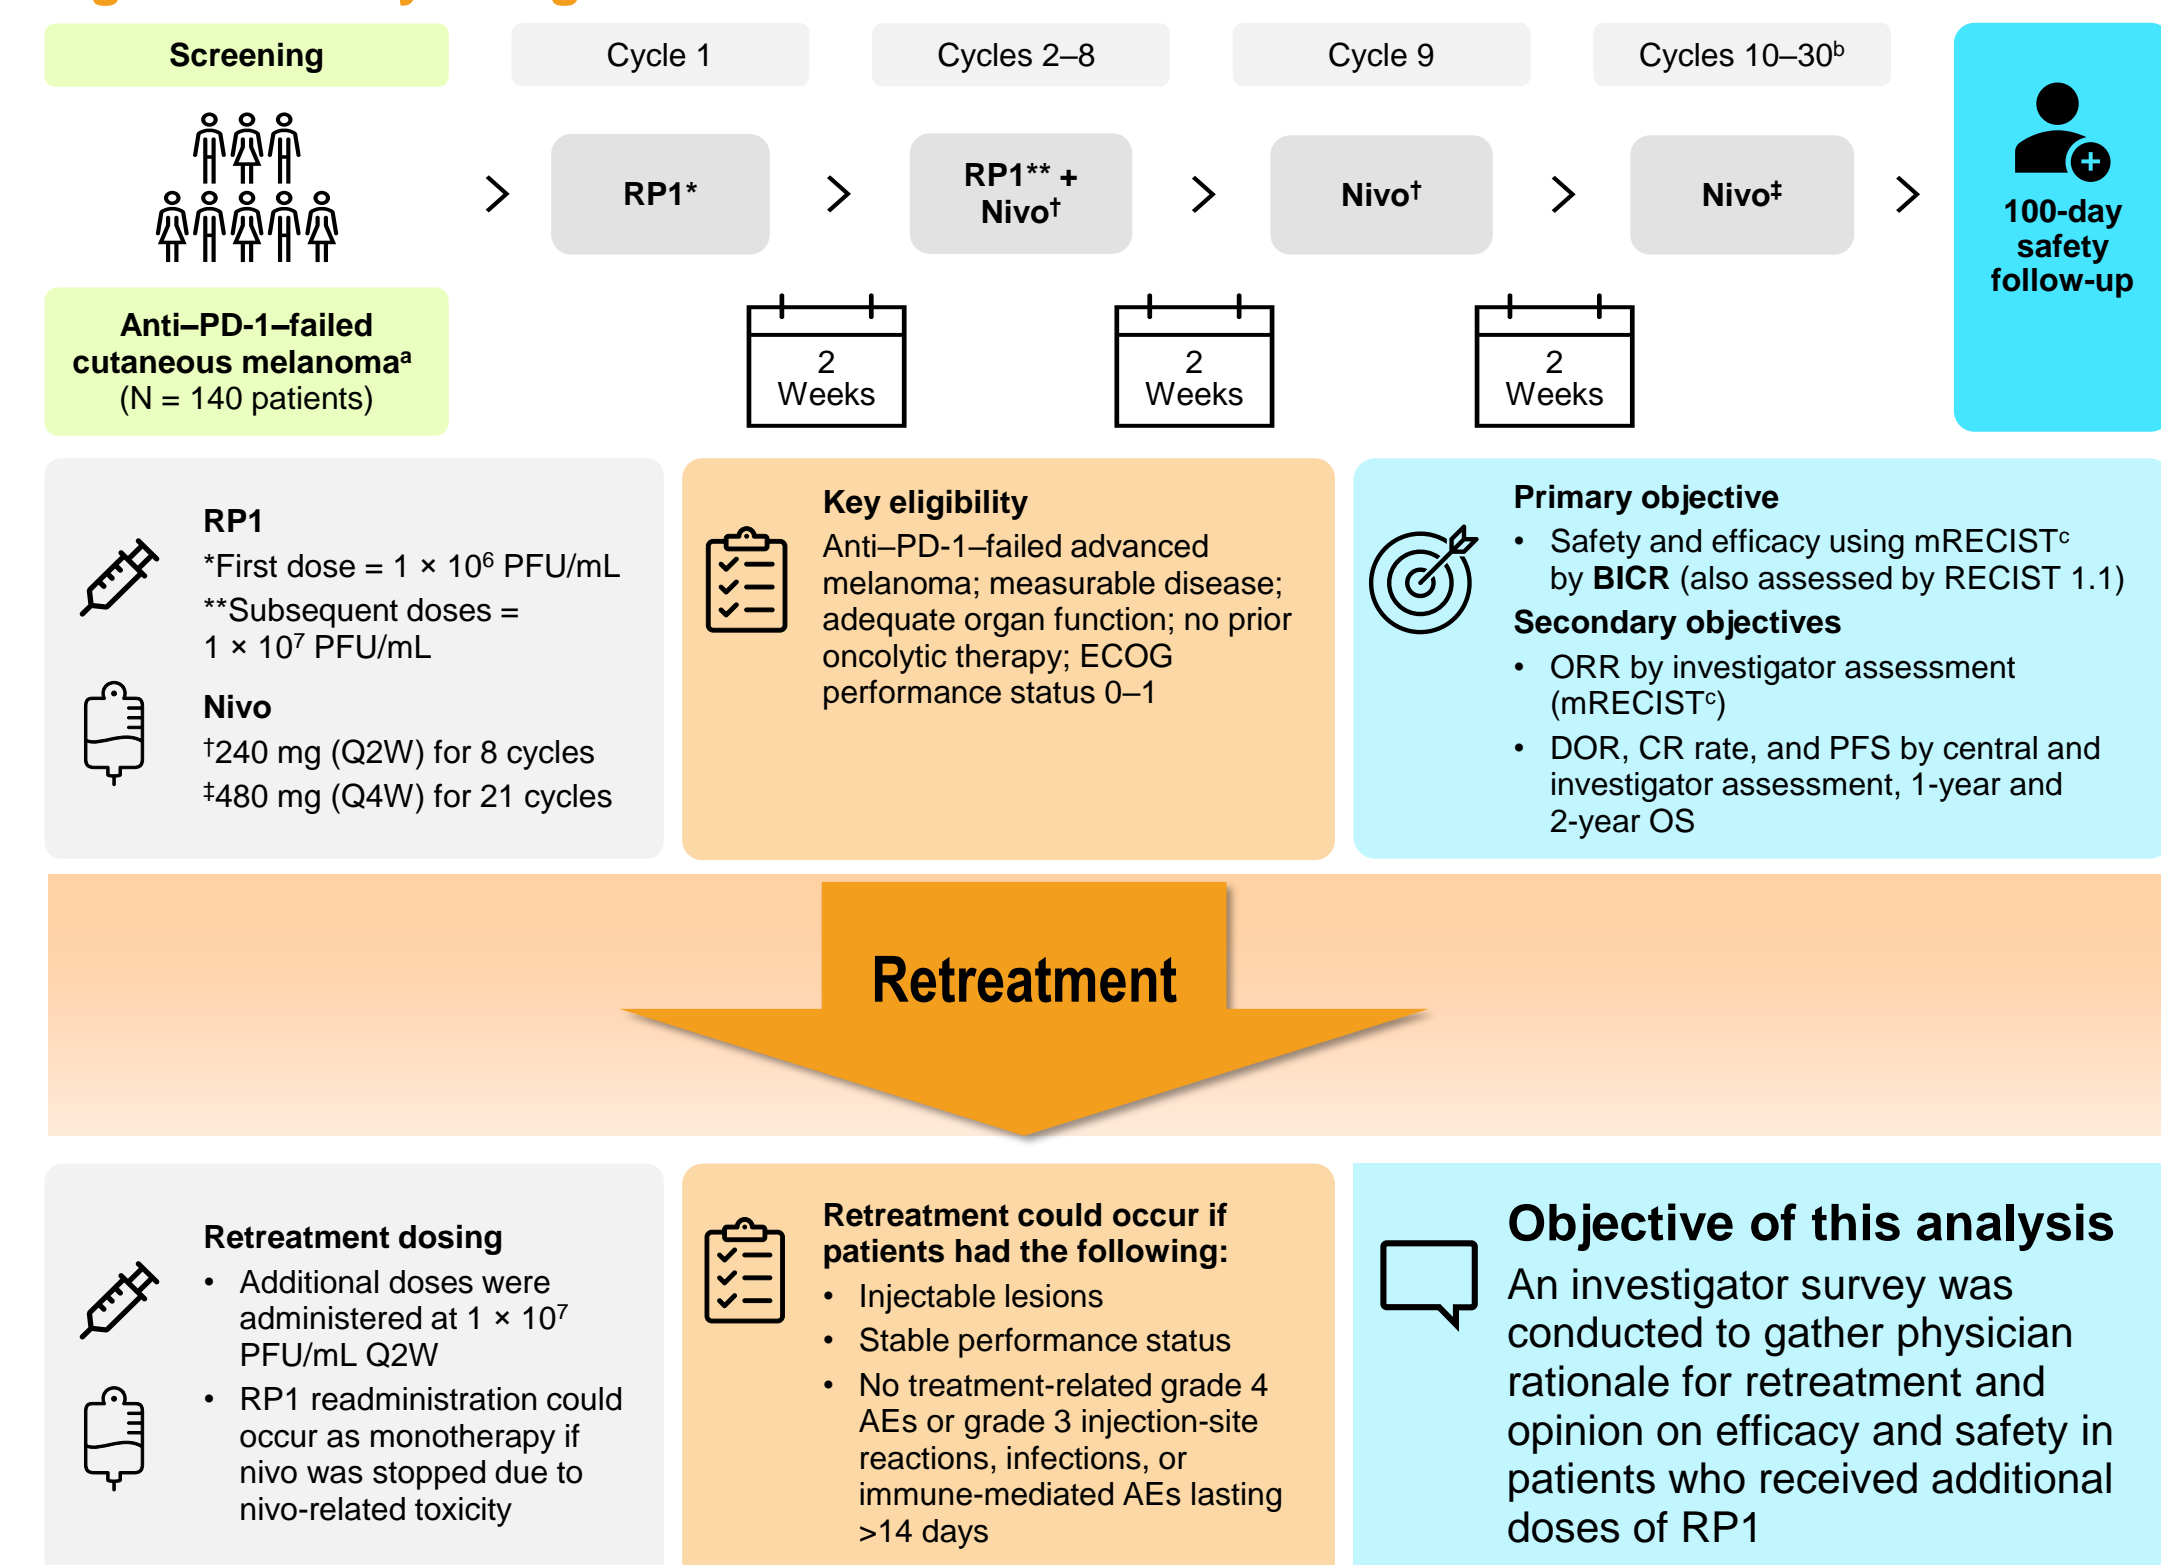 Screening
Cycle 1
Cycles 2–8
Cycle 9
Cycles 10–30ᵇ
RP1*
RP1** +
Nivo†
Nivo†
Nivo‡
100-day
safety
follow-up
Anti–PD-1–failed
cutaneous melanomaᵃ
(N = 140 patients)
2
Weeks
2
Weeks
2
Weeks
RP1
*First dose = 1 × 10⁶ PFU/mL
**Subsequent doses =
1 × 10⁷ PFU/mL
Nivo
†240 mg (Q2W) for 8 cycles
‡480 mg (Q4W) for 21 cycles
Key eligibility
Anti–PD-1–failed advanced
melanoma; measurable disease;
adequate organ function; no prior
oncolytic therapy; ECOG
performance status 0–1
Primary objective
• Safety and efficacy using mRECISTᶜ
by BICR (also assessed by RECIST 1.1)
Secondary objectives
• ORR by investigator assessment
(mRECISTᶜ)
• DOR, CR rate, and PFS by central and
investigator assessment, 1-year and
2-year OS
Retreatment
Retreatment dosing
• Additional doses were
administered at 1 × 10⁷
PFU/mL Q2W
• RP1 readministration could
occur as monotherapy if
nivo was stopped due to
nivo-related toxicity
Retreatment could occur if
patients had the following:
• Injectable lesions
• Stable performance status
• No treatment-related grade 4
AEs or grade 3 injection-site
reactions, infections, or
immune-mediated AEs lasting
>14 days
Objective of this analysis
An investigator survey was
conducted to gather physician
rationale for retreatment and
opinion on efficacy and safety in
patients who received additional
doses of RP1